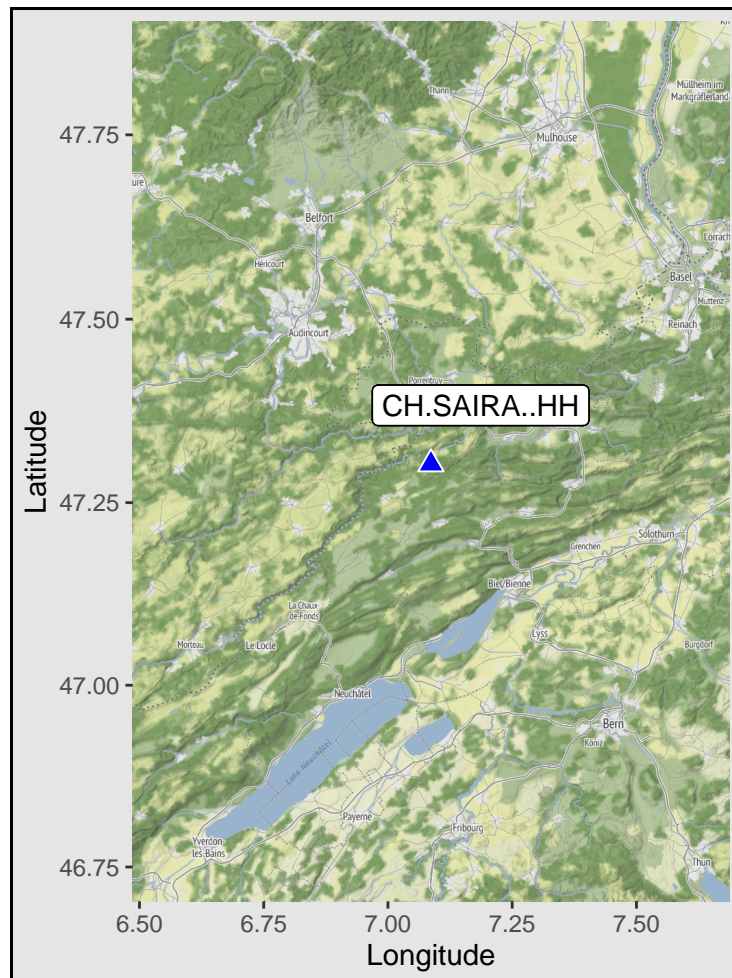 Thann
Müllheim im
Markgräflerland
47.75
Mulhouse
ure
Belfort
Lörrach
Héricourt
Basel
Muttenz
47.50
Reinach
Audincourt
Porrentruy
CH.SAIRA..HH
Latitude
47.25
Solothurn
Grenchen
Biel/Bienne
La Chaux-
de-Fonds
Lyss
Morteau
Le Locle
Burgdorf
47.00
Neuchâtel
Bern
Köniz
Lake Neuchâtel
Payerne
Fribourg
Yverdon-
les-Bains
46.75
Thun
6.50 6.75 7.00 7.25 7.50
Longitude